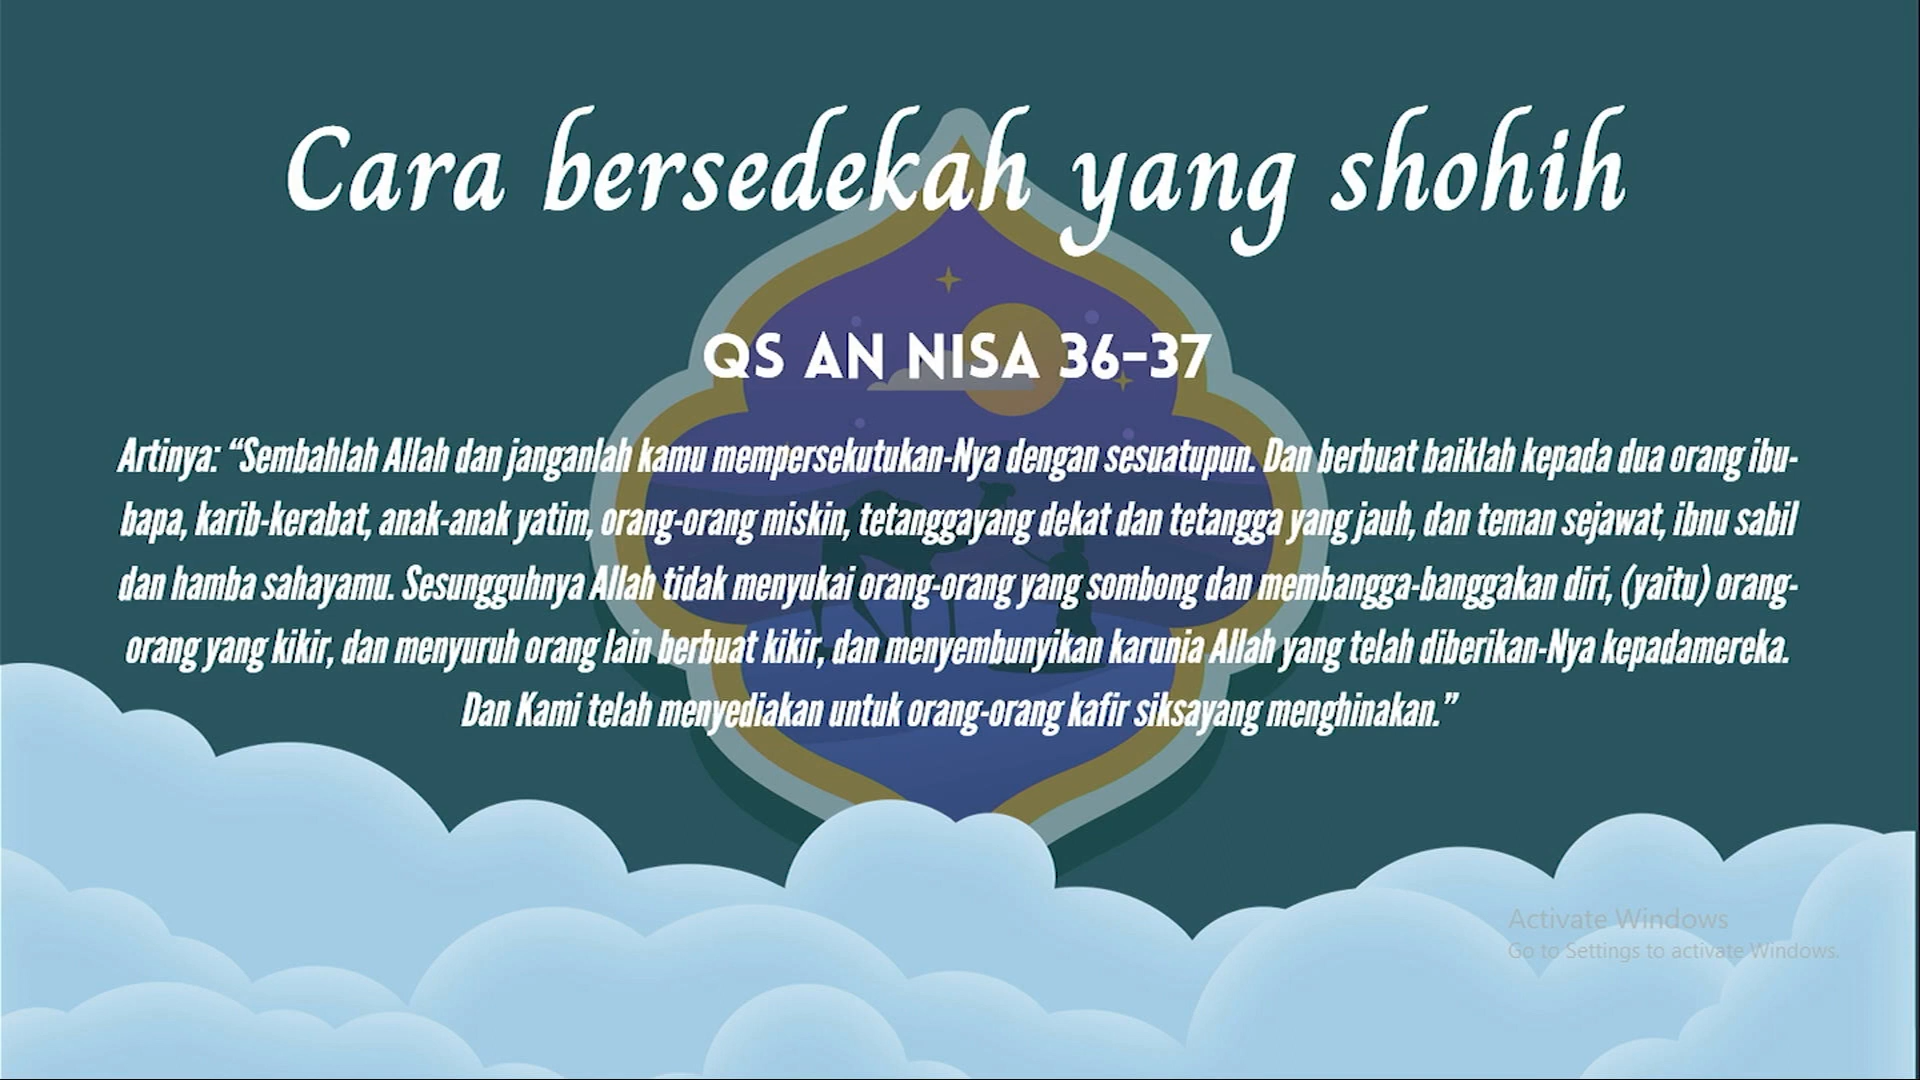 Cara bersedekah yang shohih
QS AN NISA 36-37
Artinya: “Sembahlah Allah dan janganlah kamu mempersekutukan-Nya dengan sesuatupun. Dan berbuat baiklah kepada dua orang ibu-
bapa, karib-kerabat, anak-anak yatim, orang-orang miskin, tetanggayang dekat dan tetangga yang jauh, dan teman sejawat, ibnu sabil
dan hamba sahayamu. Sesungguhnya Allah tidak menyukai orang-orang yang sombong dan membangga-banggakan diri, (yaitu) orang-
orang yang kikir, dan menyuruh orang lain berbuat kikir, dan menyembunyikan karunia Allah yang telah diberikan-Nya kepadamereka.
Dan Kami telah menyediakan untuk orang-orang kafir siksayang menghinakan.”
Activate Windows
Go to Settings to activate Windows.